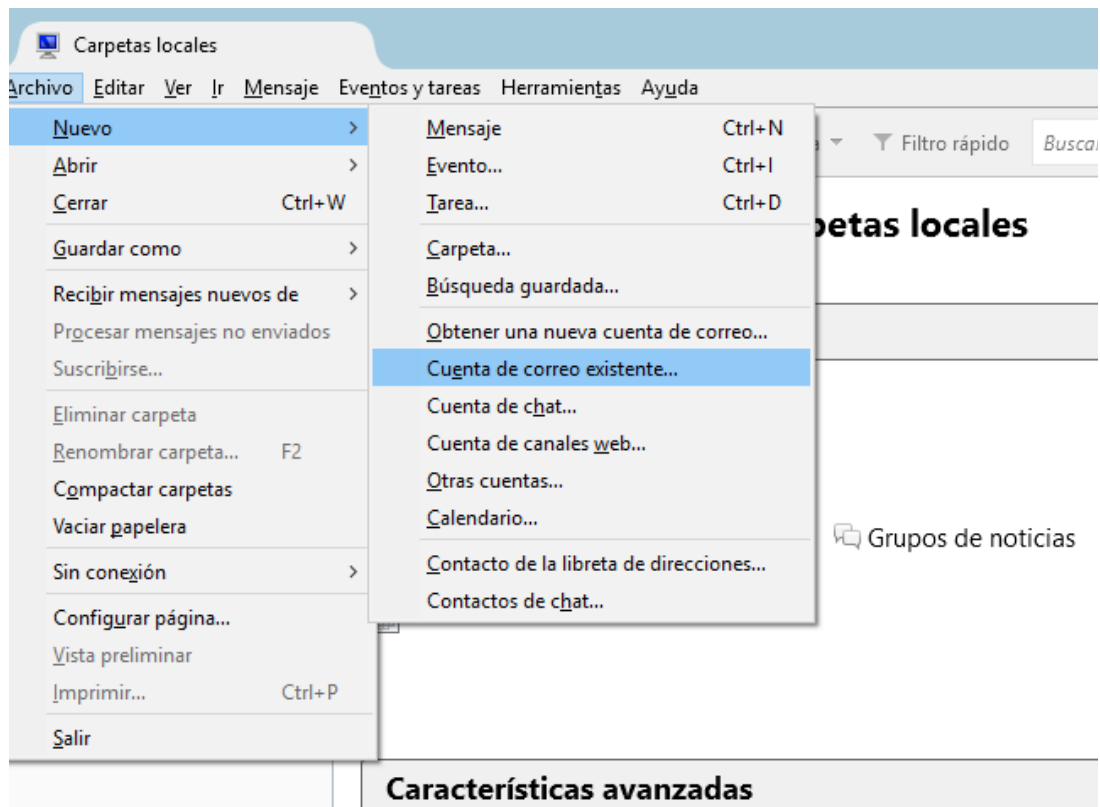 Carpetas locales
Archivo Editar Ver Ir Mensaje Eventos y tareas Herramientas Ayuda
Nuevo
Abrir
Cerrar Ctrl+W
Guardar como
Recibir mensajes nuevos de
Procesar mensajes no enviados
Suscribirse...
Eliminar carpeta
Renombrar carpeta... F2
Compactar carpetas
Vaciar papelera
Sin conexión
Configurar página...
Vista preliminar
Imprimir... Ctrl+P
Salir
Mensaje Ctrl+N
Evento... Ctrl+I
Tarea... Ctrl+D
Carpeta...
Búsqueda guardada...
Obtener una nueva cuenta de correo...
Cuenta de correo existente...
Cuenta de chat...
Cuenta de canales web...
Otras cuentas...
Calendario...
Contacto de la libreta de direcciones...
Contactos de chat...
Filtro rápido
locales
Grupos de noticias
Características avanzadas